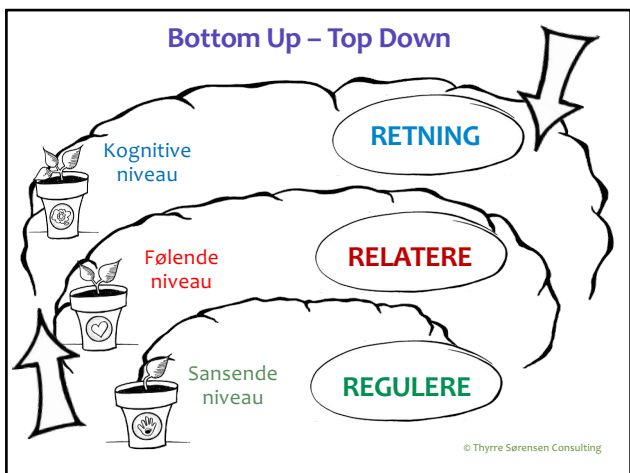 Bottom Up – Top Down
Kognitive
niveau
RETNING
Følende
niveau
RELATERE
Sansende
niveau
REGULERE
© Thyrre Sørensen Consulting